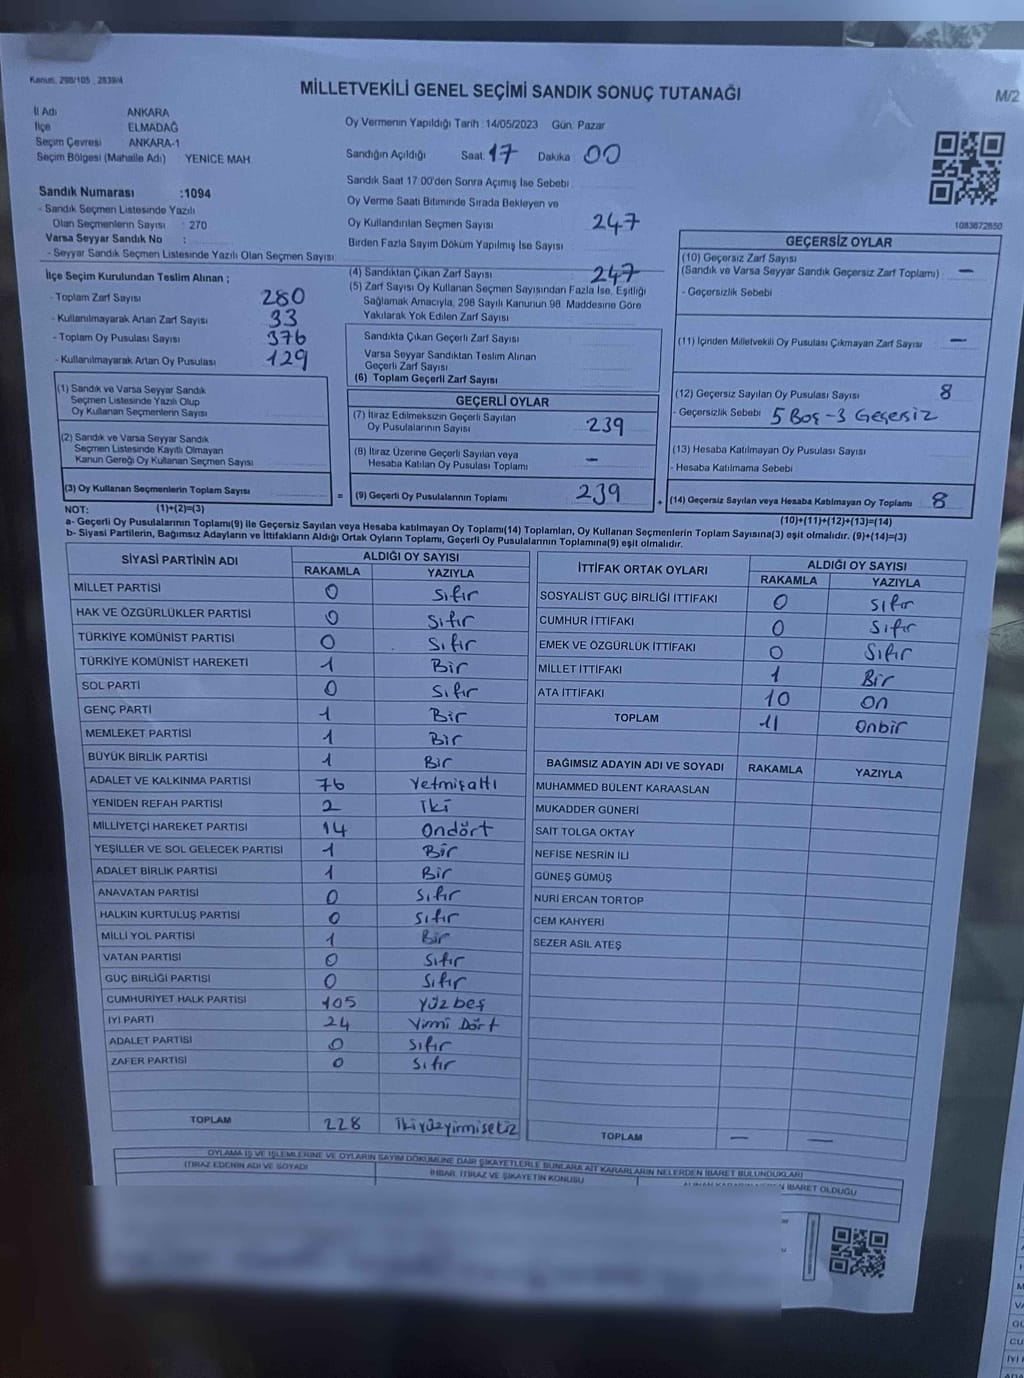 Kanun: 298/105 , 2839/4
MİLLETVEKİLİ GENEL SEÇİMİ SANDIK SONUÇ TUTANAĞI
M/2
İl Adı ANKARA
İlçe ELMADAĞ
Seçim Çevresi ANKARA-1
Seçim Bölgesi (Mahalle Adı) YENİCE MAH.
Sandık Numarası :1094
- Sandık Seçmen Listesinde Yazılı
Olan Seçmenlerin Sayısı : 270
Varsa Seyyar Sandık No :
- Seyyar Sandık Seçmen Listesinde Yazılı Olan Seçmen Sayısı
Oy Vermenin Yapıldığı Tarih :14/05/2023 Gün: Pazar
Sandığın Açıldığı Saat: 17 Dakika 00
Sandık Saat 17:00'den Sonra Açımış İse Sebebi
Oy Verme Saati Bitiminde Sırada Bekleyen ve
Oy Kullandırılan Seçmen Sayısı 247
Birden Fazla Sayım Döküm Yapılmış İse Sayısı
1083672850
İlçe Seçim Kurulundan Teslim Alınan ;
- Toplam Zarf Sayısı 280
- Kullanılmayarak Artan Zarf Sayısı 33
- Toplam Oy Pusulası Sayısı 376
- Kullanılmayarak Artan Oy Pusulası 129
(1) Sandık ve Varsa Seyyar Sandık
Seçmen Listesinde Yazılı Olup
Oy Kullanan Seçmenlerin Sayısı
(2) Sandık ve Varsa Seyyar Sandık
Seçmen Listesinde Kayıtlı Olmayan
Kanun Gereği Oy Kullanan Seçmen Sayısı
(3) Oy Kullanan Seçmenlerin Toplam Sayısı
(4) Sandıktan Çıkan Zarf Sayısı 247
(5) Zarf Sayısı Oy Kullanan Seçmen Sayısından Fazla İse, Eşitliği
Sağlamak Amacıyla, 298 Sayılı Kanunun 98. Maddesine Göre
Yakılarak Yok Edilen Zarf Sayısı
Sandıkta Çıkan Geçerli Zarf Sayısı
Varsa Seyyar Sandıktan Teslim Alınan
Geçerli Zarf Sayısı
(6) Toplam Geçerli Zarf Sayısı
GEÇERLİ OYLAR
(7) İtiraz Edilmeksizin Geçerli Sayılan
Oy Pusulalarının Sayısı 239
(8) İtiraz Üzerine Geçerli Sayılan veya
Hesaba Katılan Oy Pusulası Toplamı –
= (9) Geçerli Oy Pusulalarının Toplamı 239
GEÇERSİZ OYLAR
(10) Geçersiz Zarf Sayısı
(Sandık ve Varsa Seyyar Sandık Geçersiz Zarf Toplamı) –
- Geçersizlik Sebebi
(11) İçinden Milletvekili Oy Pusulası Çıkmayan Zarf Sayısı –
(12) Geçersiz Sayılan Oy Pusulası Sayısı 8
- Geçersizlik Sebebi 5 Boş - 3 Geçesiz
(13) Hesaba Katılmayan Oy Pusulası Sayısı
- Hesaba Katılmama Sebebi
+ (14) Geçersiz Sayılan veya Hesaba Katılmayan Oy Toplamı 8
NOT: (1)+(2)=(3)
(10)+(11)+(12)+(13)=(14)
a- Geçerli Oy Pusulalarının Toplamı(9) ile Geçersiz Sayılan veya Hesaba katılmayan Oy Toplamı(14) Toplamları, Oy Kullanan Seçmenlerin Toplam Sayısına(3) eşit olmalıdır. (9)+(14)=(3)
b- Siyasi Partilerin, Bağımsız Adayların ve İttifakların Aldığı Ortak Oyların Toplamı, Geçerli Oy Pusulalarının Toplamına(9) eşit olmalıdır.
SİYASİ PARTİNİN ADI ALDIĞI OY SAYISI
RAKAMLA YAZIYLA
MİLLET PARTİSİ 0 Sıfır
HAK VE ÖZGÜRLÜKLER PARTİSİ 0 Sıfır
TÜRKİYE KOMÜNİST PARTİSİ 0 Sıfır
TÜRKİYE KOMÜNİST HAREKETİ 1 Bir
SOL PARTİ 0 Sıfır
GENÇ PARTİ 1 Bir
MEMLEKET PARTİSİ 1 Bir
BÜYÜK BİRLİK PARTİSİ 1 Bir
ADALET VE KALKINMA PARTİSİ 76 Yetmişaltı
YENİDEN REFAH PARTİSİ 2 İki
MİLLİYETÇİ HAREKET PARTİSİ 14 Ondört
YEŞİLLER VE SOL GELECEK PARTİSİ 1 Bir
ADALET BİRLİK PARTİSİ 1 Bir
ANAVATAN PARTİSİ 0 Sıfır
HALKIN KURTULUŞ PARTİSİ 0 Sıfır
MİLLİ YOL PARTİSİ 1 Bir
VATAN PARTİSİ 0 Sıfır
GÜÇ BİRLİĞİ PARTİSİ 0 Sıfır
CUMHURİYET HALK PARTİSİ 105 Yüzbeş
İYİ PARTİ 24 Yirmi Dört
ADALET PARTİSİ 0 Sıfır
ZAFER PARTİSİ 0 Sıfır
TOPLAM 228 İkiyüzyirmisekiz
İTTİFAK ORTAK OYLARI ALDIĞI OY SAYISI
RAKAMLA YAZIYLA
SOSYALİST GÜÇ BİRLİĞİ İTTİFAKI 0 Sıfır
CUMHUR İTTİFAKI 0 Sıfır
EMEK VE ÖZGÜRLÜK İTTİFAKI 0 Sıfır
MİLLET İTTİFAKI 1 Bir
ATA İTTİFAKI 10 On
TOPLAM 11 Onbir
BAĞIMSIZ ADAYIN ADI VE SOYADI RAKAMLA YAZIYLA
MUHAMMED BÜLENT KARAASLAN
MUKADDER GÜNERİ
SAİT TOLGA OKTAY
NEFİSE NESRİN İLİ
GÜNEŞ GÜMÜŞ
NURİ ERCAN TORTOP
CEM KAHYERİ
SEZER ASIL ATEŞ
TOPLAM — —
OYLAMA İŞ VE İŞLEMLERİNE VE OYLARIN SAYIM DÖKÜMÜNE DAİR ŞİKAYETLERLE BUNLARA AİT KARARLARIN NELERDEN İBARET BULUNDUKLARI
İTİRAZ EDENİN ADI VE SOYADI İHBAR, İTİRAZ VE ŞİKAYETİN KONUSU İBARET OLDUĞU